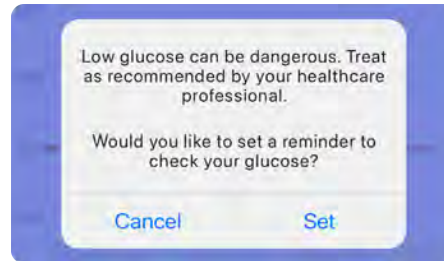 Low glucose can be dangerous. Treat
as recommended by your healthcare
professional.
Would you like to set a reminder to
check your glucose?
Cancel Set